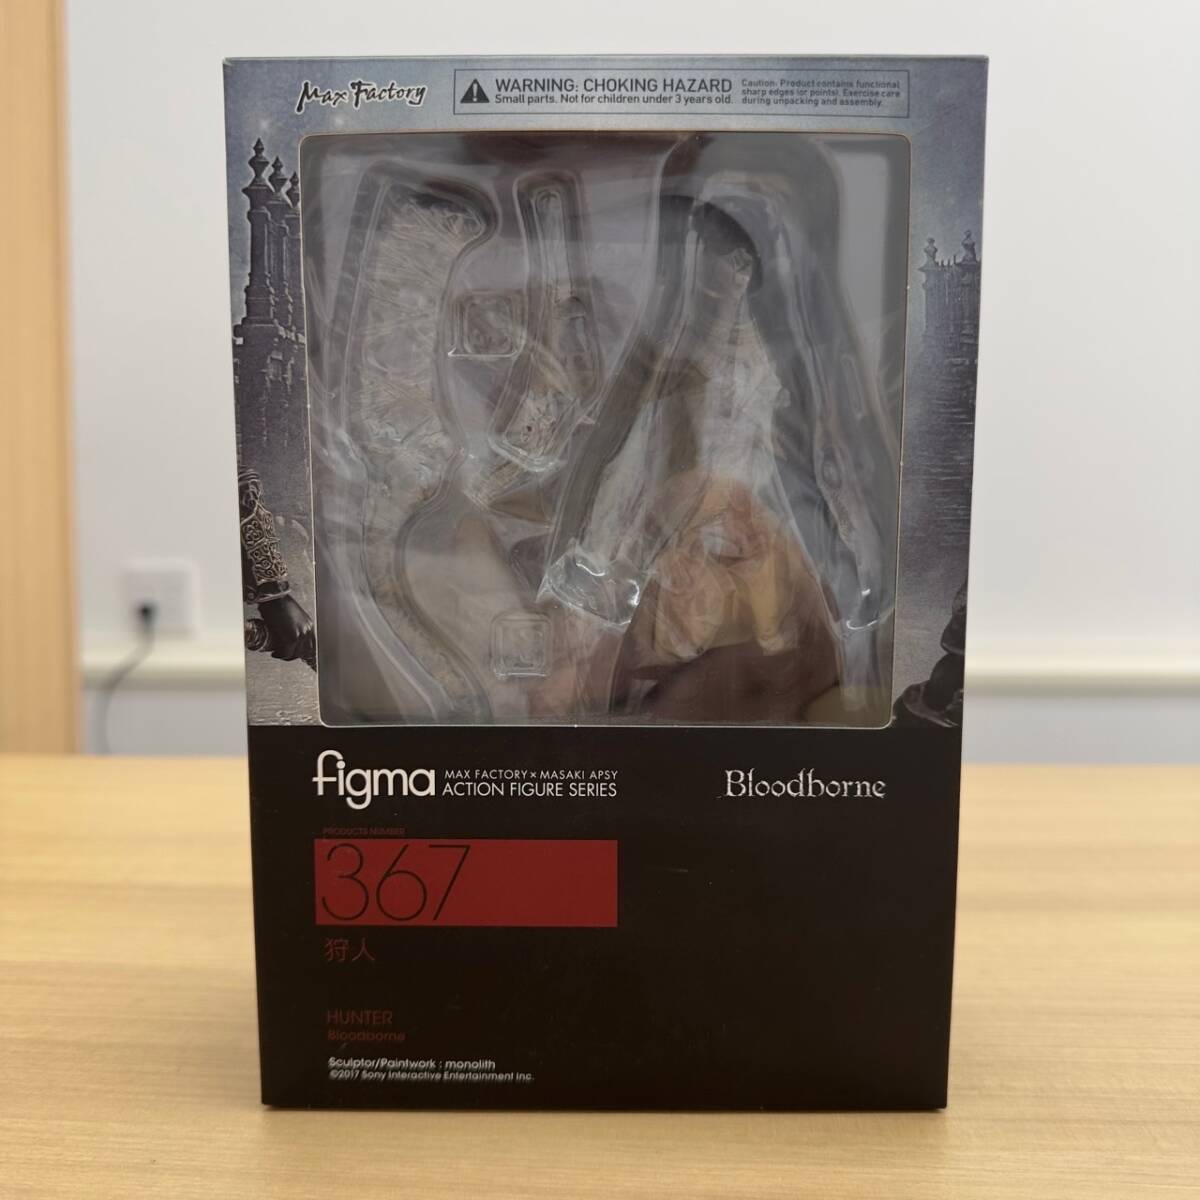 Max Factory
WARNING: CHOKING HAZARD
Small parts. Not for children under 3 years old.
Caution: Product contains functional
sharp edges (or points). Exercise care
during unpacking and assembly.
figma
MAX FACTORY × MASAKI APSY
ACTION FIGURE SERIES
Bloodborne
PRODUCTS NUMBER
367
狩人
HUNTER
Bloodborne
Sculptor/Paintwork : monolith
©2017 Sony Interactive Entertainment Inc.